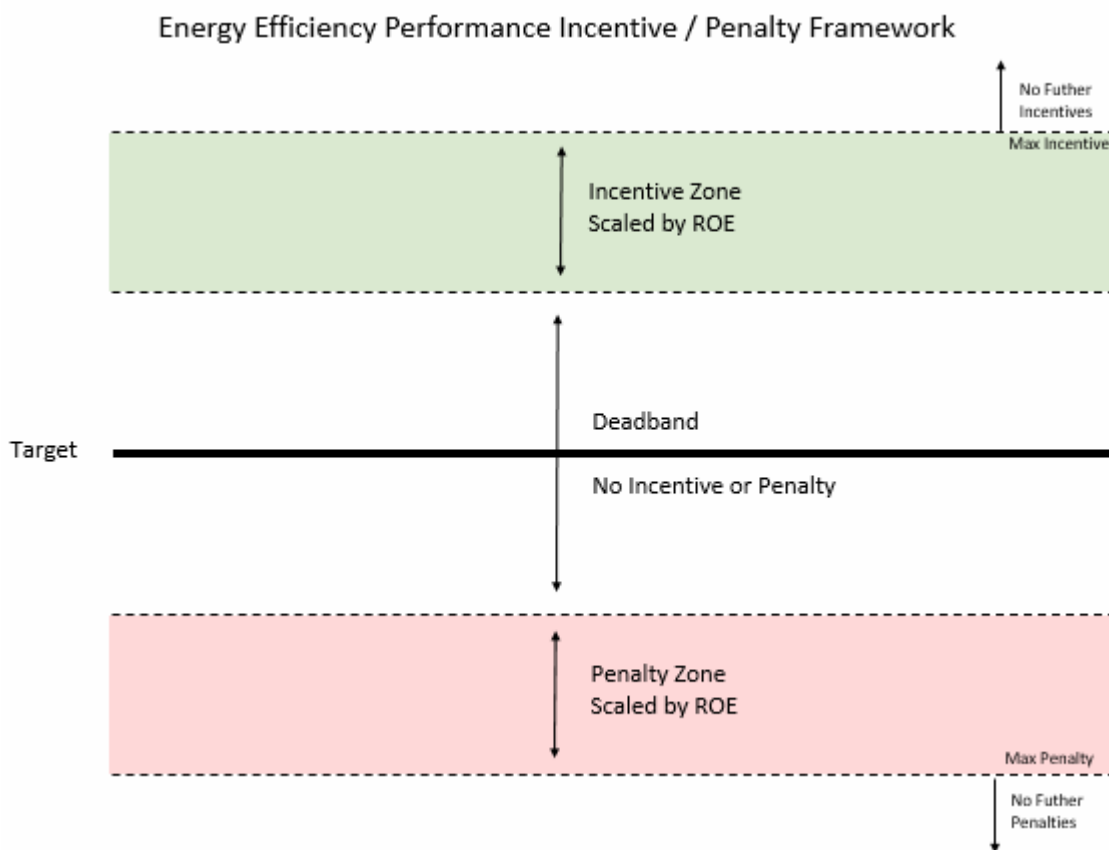 Energy Efficiency Performance Incentive / Penalty Framework
No Futher
Incentives
Max Incentive
Incentive Zone
Scaled by ROE
Deadband
Target
No Incentive or Penalty
Penalty Zone
Scaled by ROE
Max Penalty
No Futher
Penalties